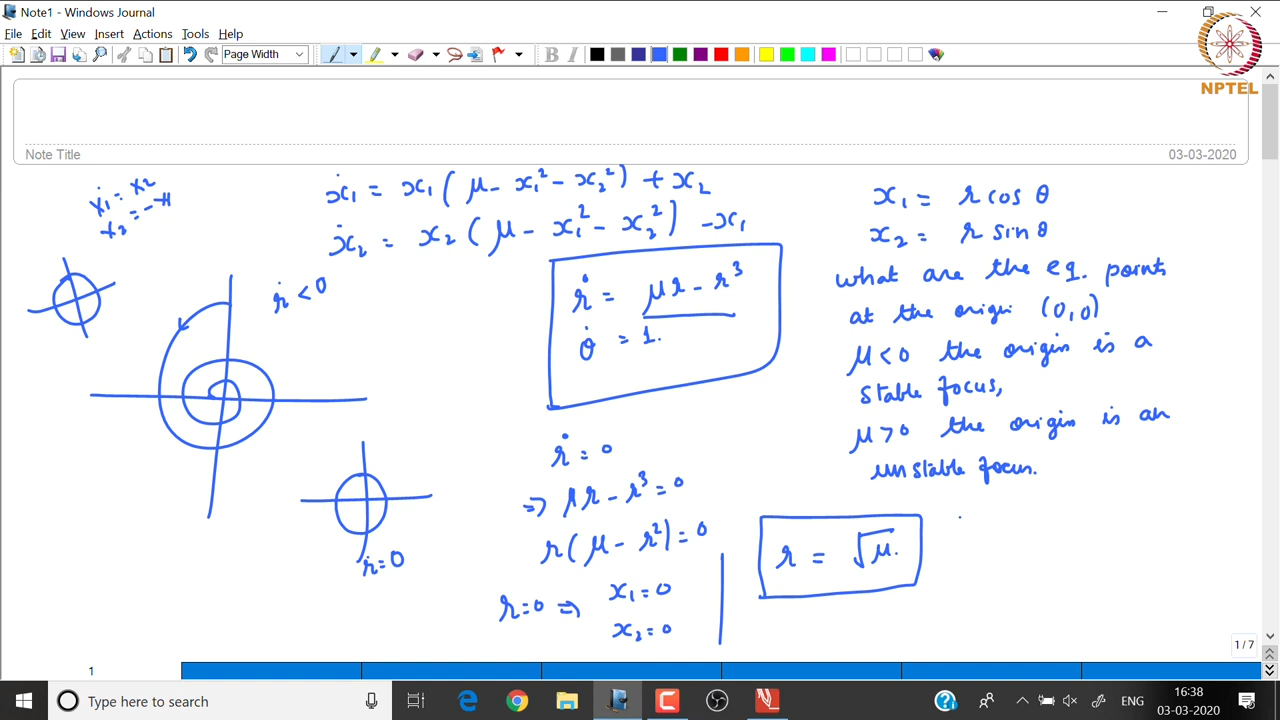 Note1 - Windows Journal
File Edit View Insert Actions Tools Help
Page Width
B I
NPTEL
Note Title
03-03-2020
ẋ1 = x2
ẋ2 = -x1
ẋ1 = x1 ( μ - x1² - x2² ) + x2
ẋ2 = x2 ( μ - x1² - x2² ) - x1
ṙ = μr - r³
θ̇ = 1.
ṙ < 0
ṙ = 0
ṙ = 0
⇒ μr - r³ = 0
r ( μ - r² ) = 0
r = 0 ⇒ x1 = 0
x2 = 0
r = √μ.
x1 = r cos θ
x2 = r sin θ
what are the eq. points
at the origin (0,0)
μ < 0 the origin is a
stable focus,
μ > 0 the origin is an
unstable focus.
1 / 7
1
Type here to search
ENG
16:38
03-03-2020